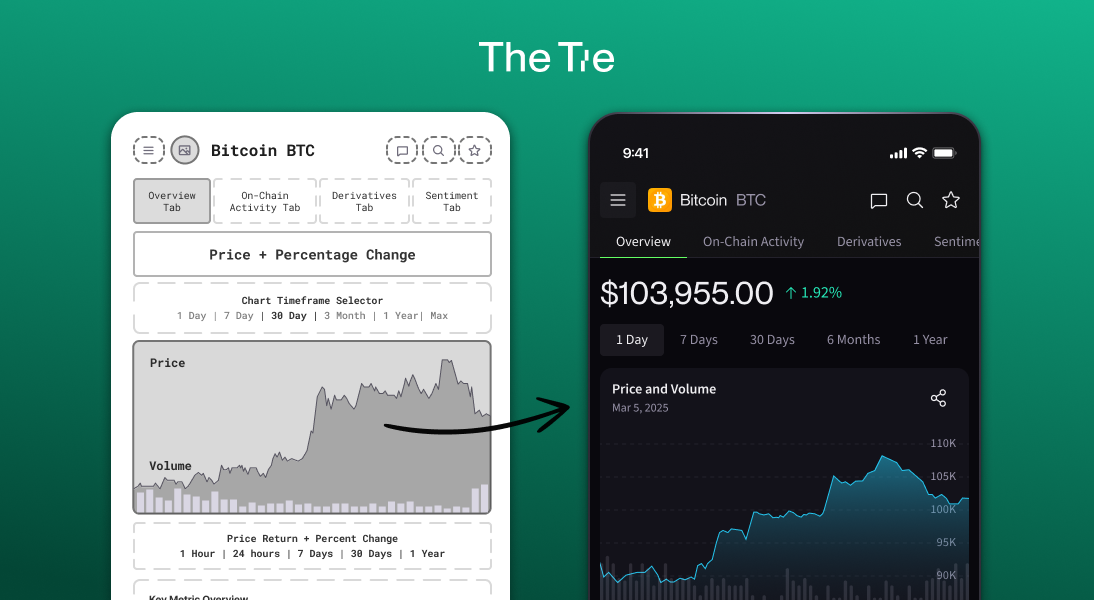 The Tie
Bitcoin BTC
Overview Tab
On-Chain Activity Tab
Derivatives Tab
Sentiment Tab
Price + Percentage Change
Chart Timeframe Selector
1 Day | 7 Day | 30 Day | 3 Month | 1 Year| Max
Price
Volume
Price Return + Percent Change
1 Hour | 24 hours | 7 Days | 30 Days | 1 Year
Key Metric Overview
9:41
Bitcoin BTC
Overview On-Chain Activity Derivatives Sentime
$103,955.00 ↑ 1.92%
1 Day 7 Days 30 Days 6 Months 1 Year
Price and Volume
Mar 5, 2025
110K
105K
100K
95K
90K